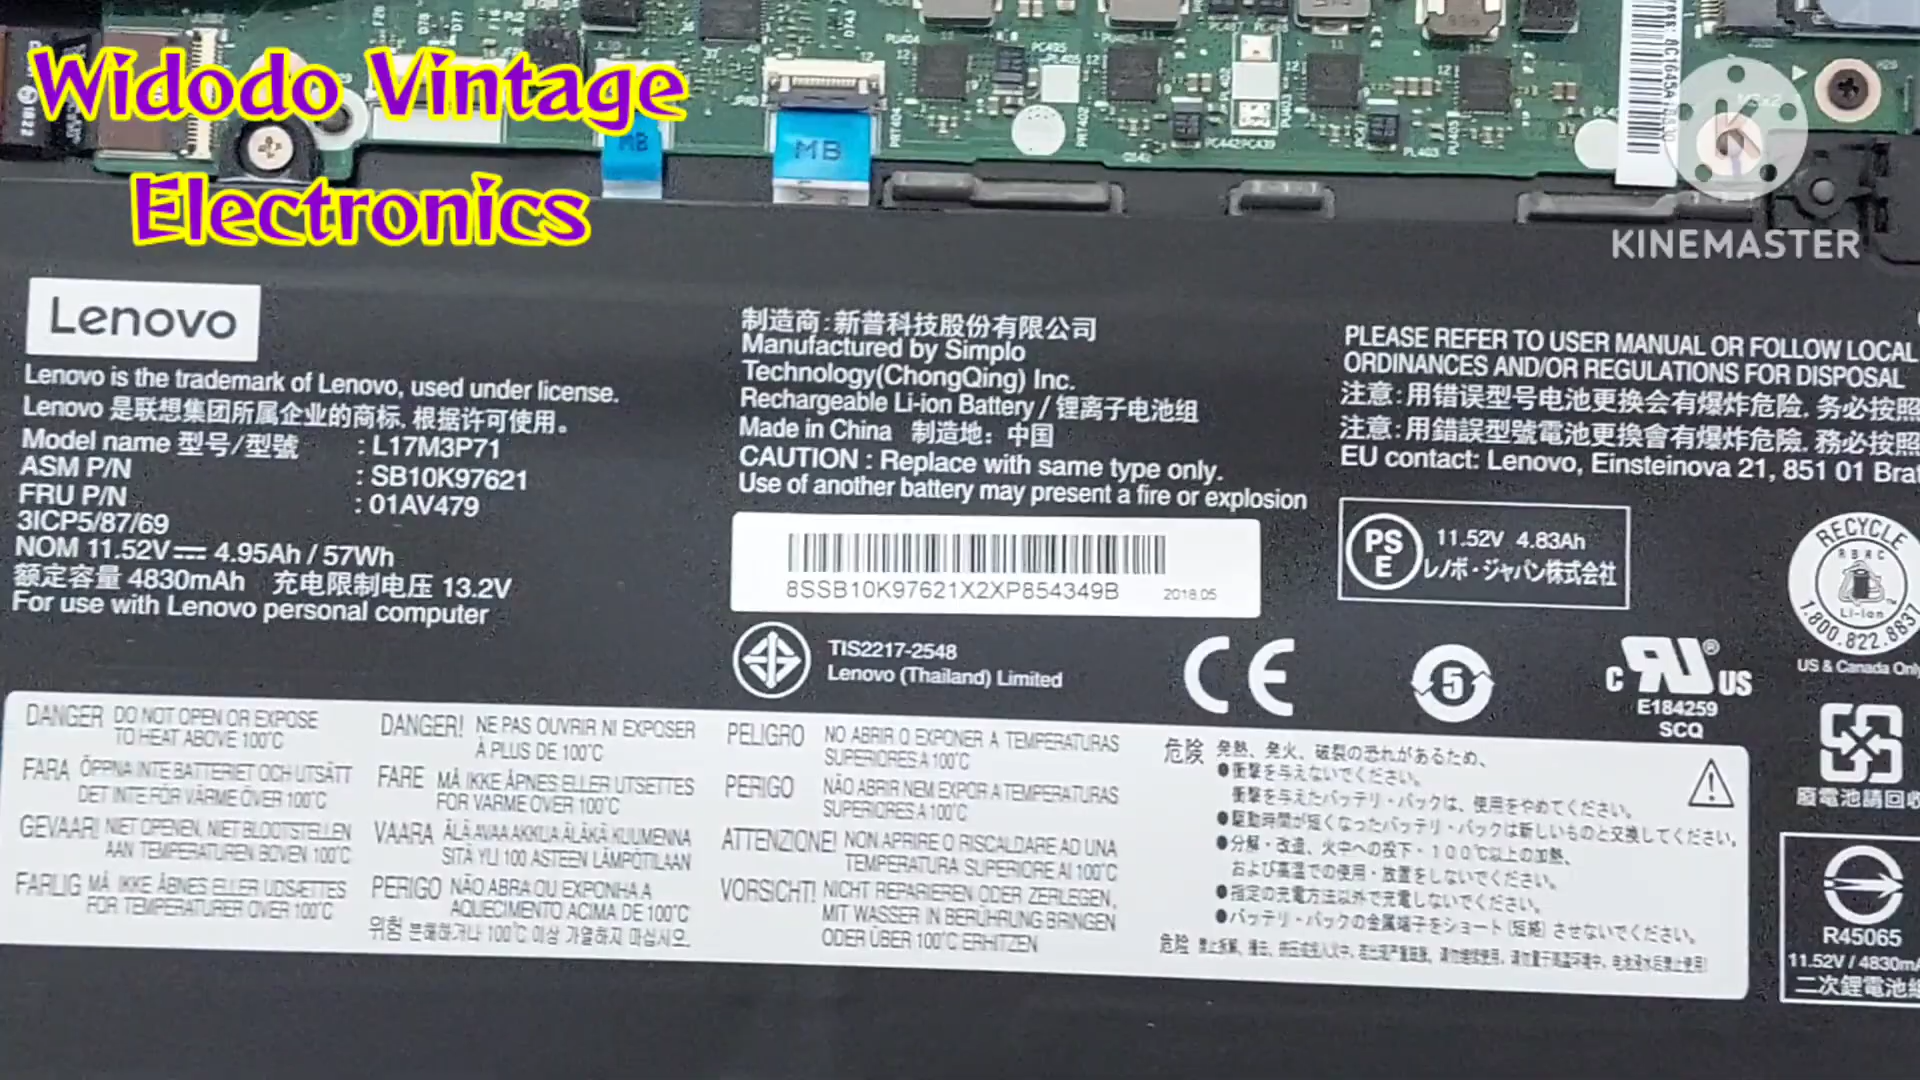 Widodo Vintage
Electronics
KINEMASTER
MB
MB
Lenovo
Lenovo is the trademark of Lenovo, used under license.
Lenovo 是联想集团所属企业的商标,根据许可使用。
Model name 型号/型號 : L17M3P71
ASM P/N : SB10K97621
FRU P/N : 01AV479
3ICP5/87/69
NOM 11.52V 4.95Ah / 57Wh
额定容量 4830mAh 充电限制电压 13.2V
For use with Lenovo personal computer
制造商:新普科技股份有限公司
Manufactured by Simplo
Technology(ChongQing) Inc.
Rechargeable Li-ion Battery / 锂离子电池组
Made in China 制造地: 中国
CAUTION : Replace with same type only.
Use of another battery may present a fire or explosion
8SSB10K97621X2XP854349B 2018.05
TIS2217-2548
Lenovo (Thailand) Limited
PLEASE REFER TO USER MANUAL OR FOLLOW LOCAL
ORDINANCES AND/OR REGULATIONS FOR DISPOSAL
注意:用错误型号电池更换会有爆炸危险,务必按照
注意:用錯誤型號電池更換會有爆炸危險,務必按照
EU contact: Lenovo, Einsteinova 21, 851 01 Brat
PS
E
11.52V 4.83Ah
レノボ・ジャパン株式会社
RECYCLE
RBRC
Li-ion
1.800.822.8837
US & Canada Only
CE
5
C US
E184259
SCQ
廢電池請回收
R45065
11.52V / 4830mA
二次鋰電池組
DANGER DO NOT OPEN OR EXPOSE
TO HEAT ABOVE 100°C
FARA ÖPPNA INTE BATTERIET OCH UTSÄTT
DET INTE FÖR VÄRME ÖVER 100°C
GEVAAR! NIET OPENEN, NIET BLOOTSTELLEN
AAN TEMPERATUREN BOVEN 100°C
FARLIG MÅ IKKE ÅBNES ELLER UDSÆTTES
FOR TEMPERATURER OVER 100°C
DANGER! NE PAS OUVRIR NI EXPOSER
À PLUS DE 100°C
FARE MÅ IKKE ÅPNES ELLER UTSETTES
FOR VARME OVER 100°C
VAARA ÄLÄ AVAA AKKUA ÄLÄKÄ KUUMENNA
SITÄ YLI 100 ASTEEN LÄMPÖTILAAN
PERIGO NÃO ABRA OU EXPONHA A
AQUECIMENTO ACIMA DE 100°C
위험 분해하거나 100°C 이상 가열하지 마십시오.
PELIGRO NO ABRIR O EXPONER A TEMPERATURAS
SUPERIORES A 100°C
PERIGO NÃO ABRIR NEM EXPOR A TEMPERATURAS
SUPERIORES A 100°C
ATTENZIONE! NON APRIRE O RISCALDARE AD UNA
TEMPERATURA SUPERIORE AI 100°C
VORSICHT! NICHT REPARIEREN ODER ZERLEGEN,
MIT WASSER IN BERÜHRUNG BRINGEN
ODER ÜBER 100°C ERHITZEN
危険 発熱、発火、破裂の恐れがあるため、
●衝撃を与えないでください。
衝撃を与えたバッテリ・パックは、使用をやめてください。
●駆動時間が短くなったバッテリ・パックは新しいものと交換してください。
●分解・改造、火中への投下・100℃以上の加熱、
および高温での使用・放置をしないでください。
●指定の充電方法以外で充電しないでください。
●バッテリ・パックの金属端子をショート(短絡)させないでください。
危险